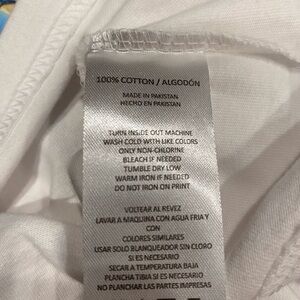 100% COTTON / ALGODÓN
MADE IN PAKISTAN
HECHO EN PAKISTAN
TURN INSIDE OUT MACHINE
WASH COLD WITH LIKE COLORS
ONLY NON-CHLORINE
BLEACH IF NEEDED
TUMBLE DRY LOW
WARM IRON IF NEEDED
DO NOT IRON ON PRINT
VOLTEAR AL REVEZ
LAVAR A MAQUINA CON AGUA FRIA Y
CON
COLORES SIMILARES
USAR SOLO BLANQUEADOR SIN CLORO
SI ES NECESARIO
SECAR A TEMPERATURA BAJA
PLANCHA TIBIA SI ES NECESARIO
NO PLANCHAR LAS PARTES IMPRESAS